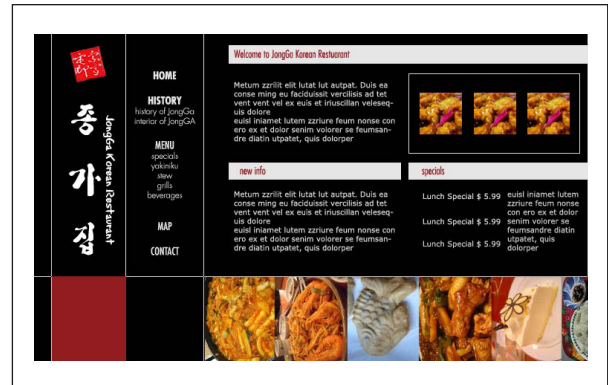 종가집
JongGa Korean Restaurant
HOME
HISTORY
history of JongGa
interior of JongGA
MENU
specials
yakiniku
stew
grills
beverages
MAP
CONTACT
Welcome to JongGa Korean Restuarant
Metum zzrilit elit lutat lut autpat. Duis ea
conse ming eu faciduissit vercilisis ad tet
vent vent vel ex euis et iriuscillan veleseq-
uis dolore
euisl iniamet lutem zzriure feum nonse con
ero ex et dolor senim volorer se feumsan-
dre diatin utpatet, quis dolorper
new info
Metum zzrilit elit lutat lut autpat. Duis ea
conse ming eu faciduissit vercilisis ad tet
vent vent vel ex euis et iriuscillan veleseq-
uis dolore
euisl iniamet lutem zzriure feum nonse con
ero ex et dolor senim volorer se feumsan-
dre diatin utpatet, quis dolorper
specials
Lunch Special $ 5.99
Lunch Special $ 5.99
Lunch Special $ 5.99
euisl iniamet lutem
zzriure feum nonse
con ero ex et dolor
senim volorer se
feumsandre diatin
utpatet, quis
dolorper